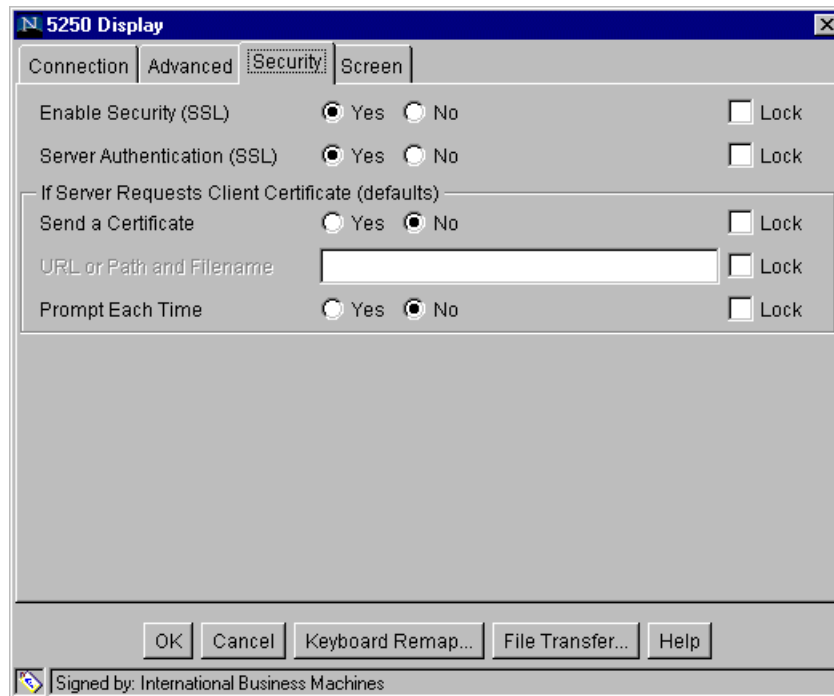 N 5250 Display
Connection Advanced Security Screen
Enable Security (SSL) Yes No Lock
Server Authentication (SSL) Yes No Lock
If Server Requests Client Certificate (defaults)
Send a Certificate Yes No Lock
URL or Path and Filename Lock
Prompt Each Time Yes No Lock
OK Cancel Keyboard Remap... File Transfer... Help
Signed by: International Business Machines